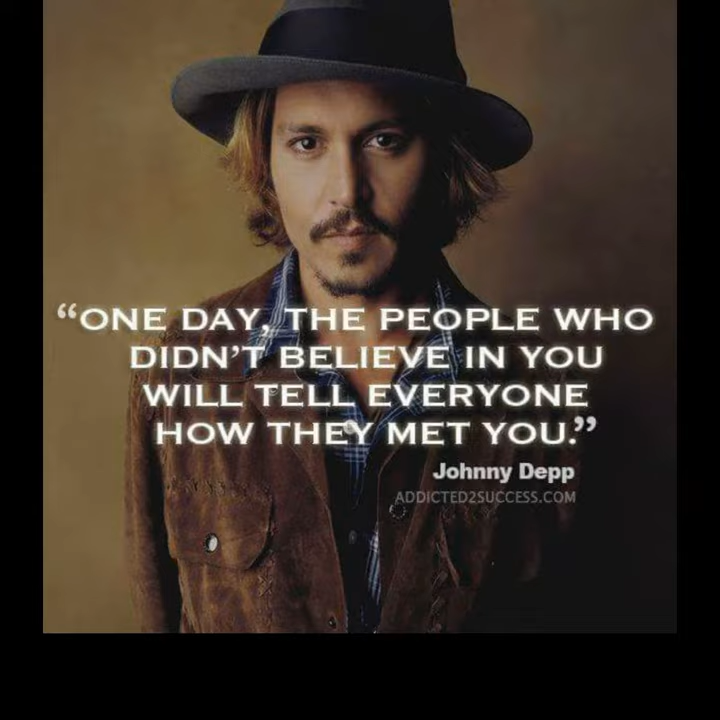 “ONE DAY, THE PEOPLE WHO
DIDN’T BELIEVE IN YOU
WILL TELL EVERYONE
HOW THEY MET YOU.”
Johnny Depp
ADDICTED2SUCCESS.COM